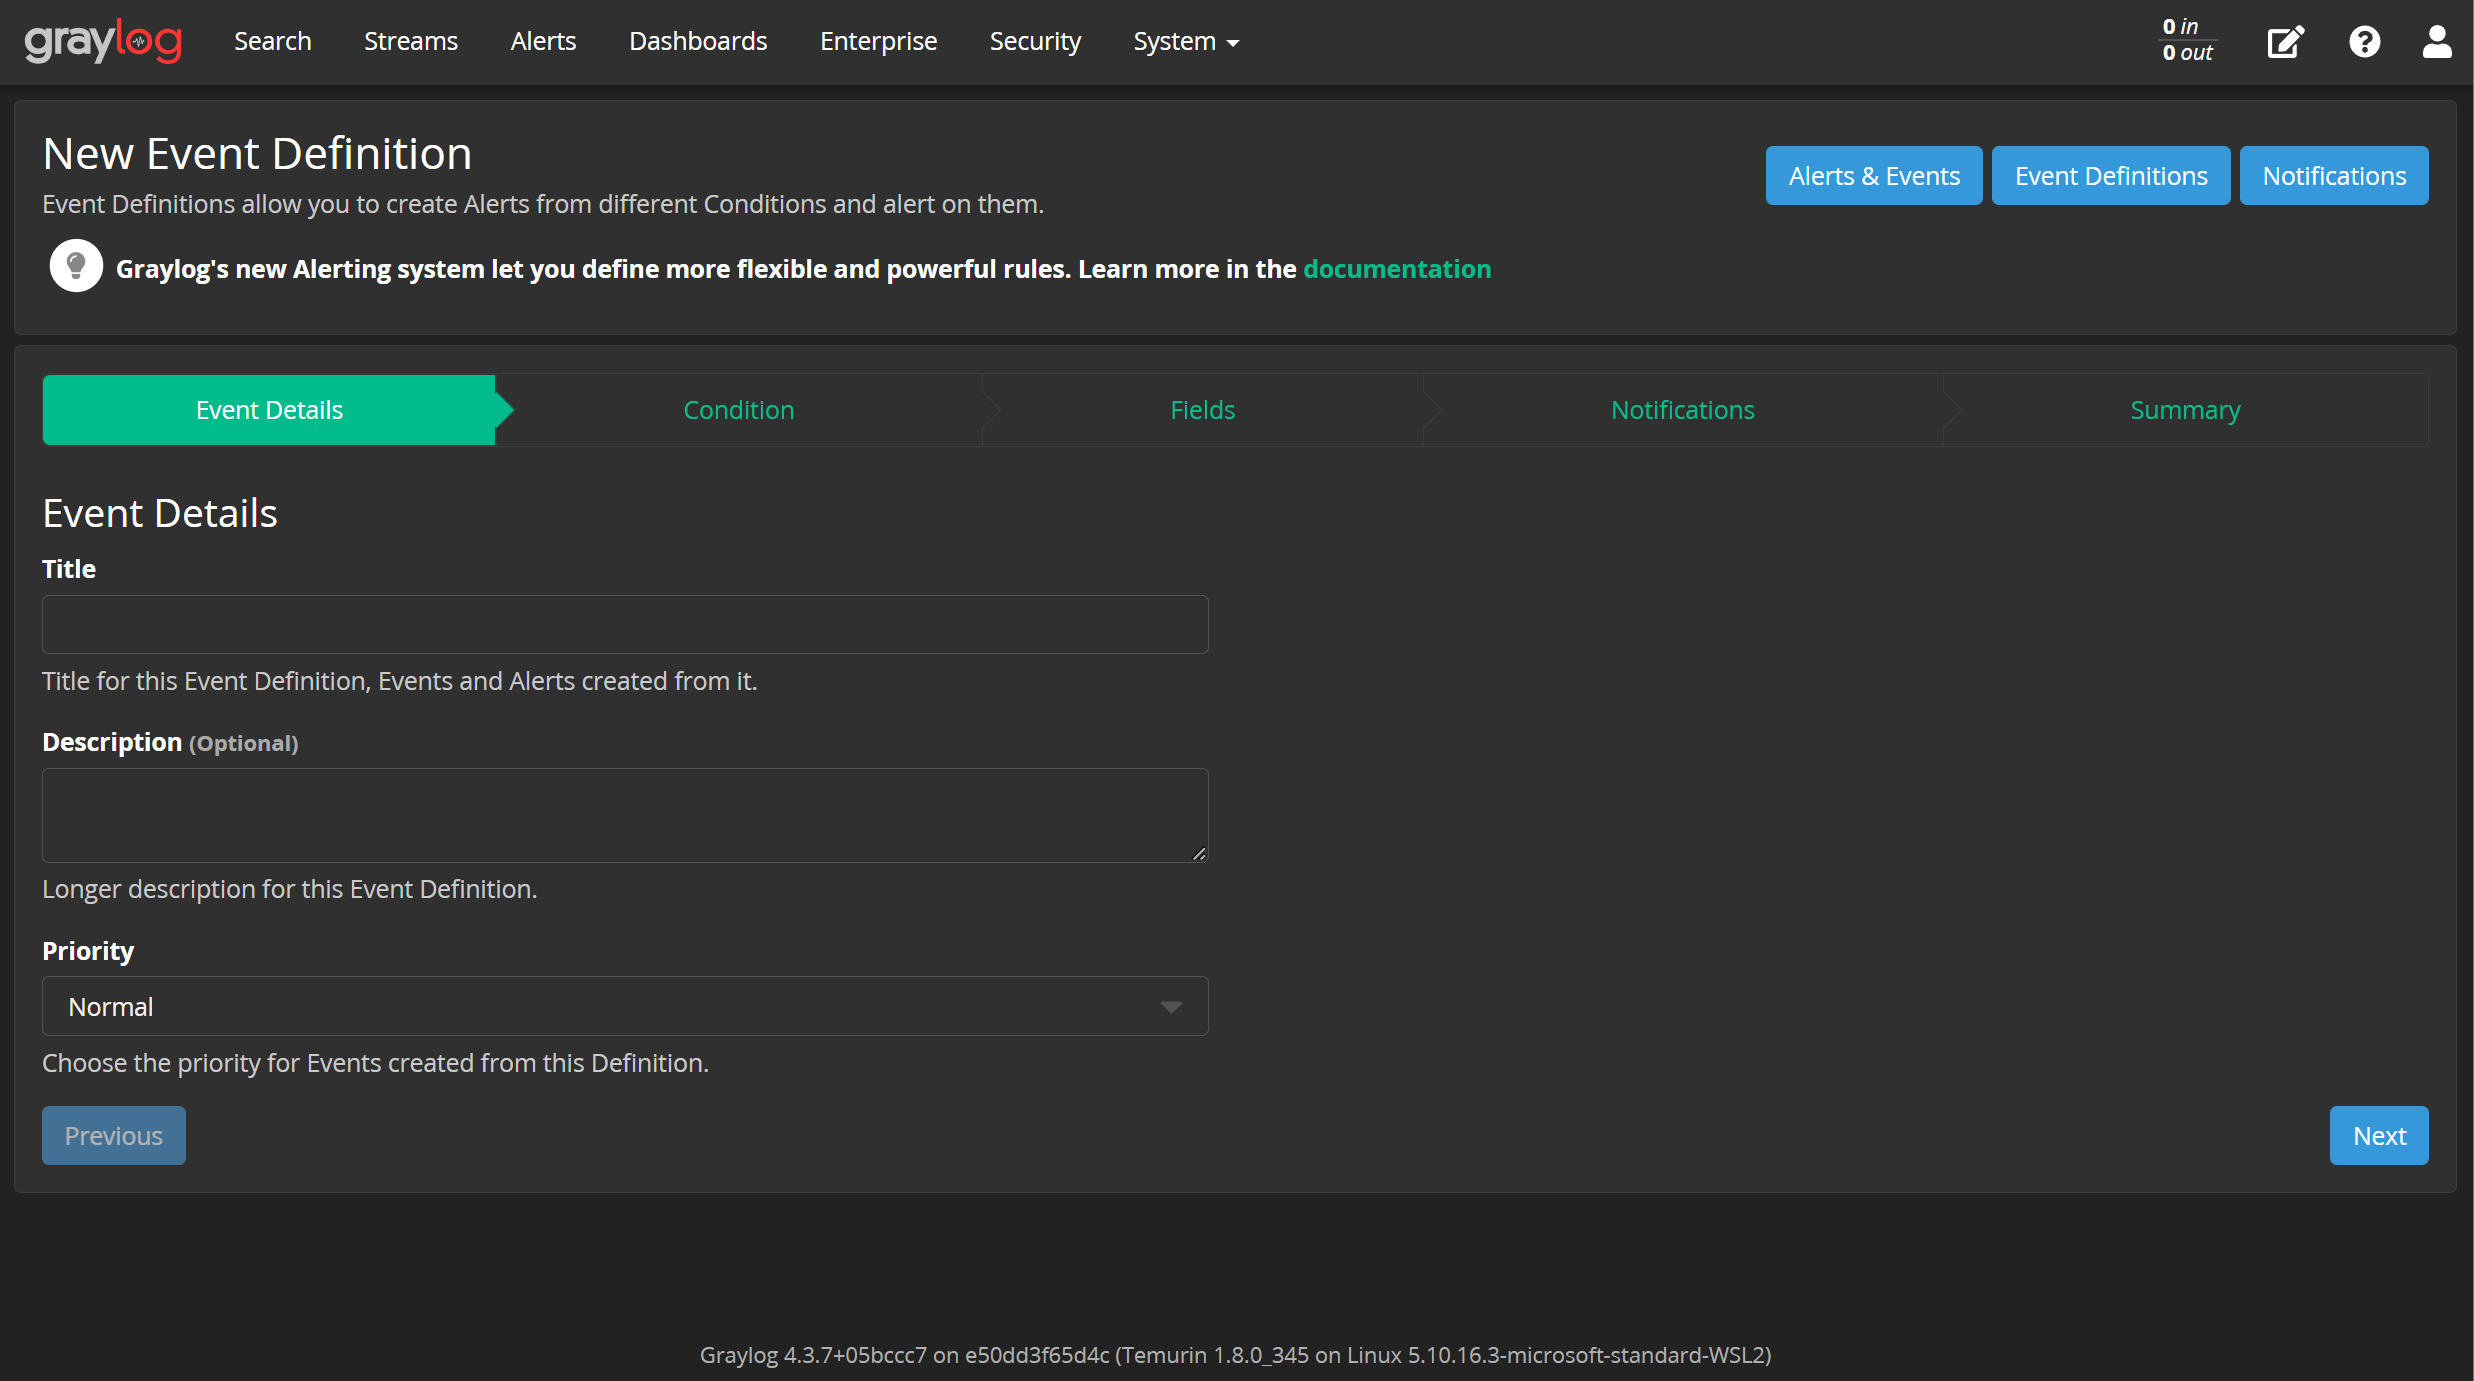 graylog Search Streams Alerts Dashboards Enterprise Security System 0 in
0 out
New Event Definition
Alerts & Events Event Definitions Notifications
Event Definitions allow you to create Alerts from different Conditions and alert on them.
Graylog's new Alerting system let you define more flexible and powerful rules. Learn more in the documentation
Event Details Condition Fields Notifications Summary
Event Details
Title
Title for this Event Definition, Events and Alerts created from it.
Description (Optional)
Longer description for this Event Definition.
Priority
Normal
Choose the priority for Events created from this Definition.
Previous Next
Graylog 4.3.7+05bccc7 on e50dd3f65d4c (Temurin 1.8.0_345 on Linux 5.10.16.3-microsoft-standard-WSL2)